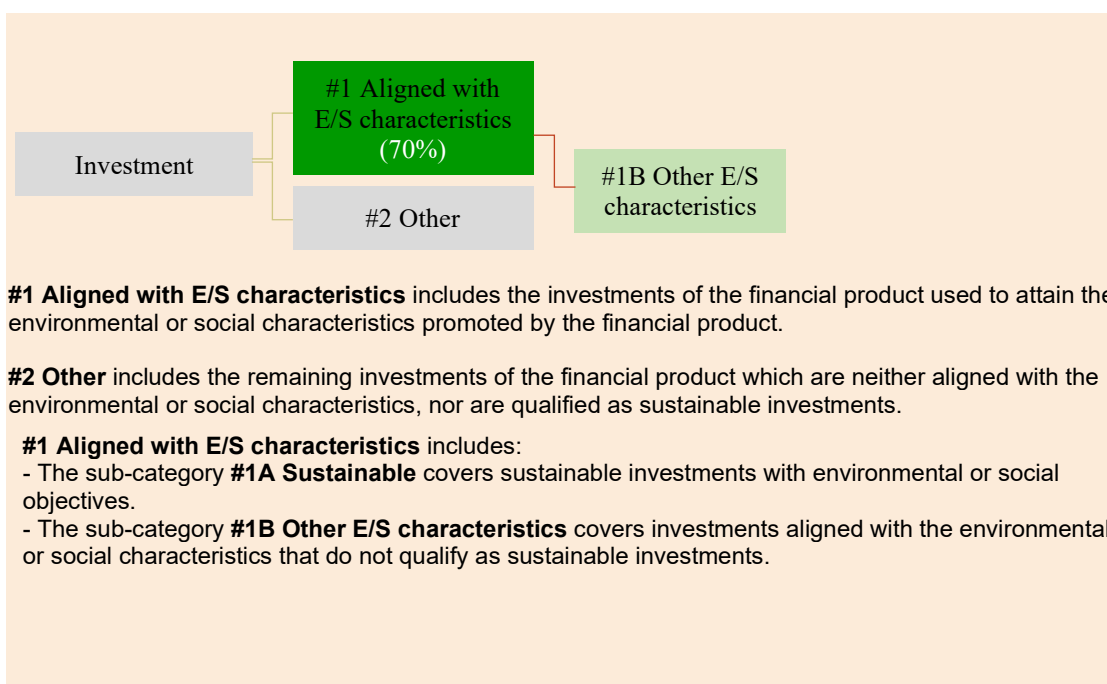 #1 Aligned with
E/S characteristics
(70%)
Investment
#1B Other E/S
characteristics
#2 Other
#1 Aligned with E/S characteristics includes the investments of the financial product used to attain the
environmental or social characteristics promoted by the financial product.
#2 Other includes the remaining investments of the financial product which are neither aligned with the
environmental or social characteristics, nor are qualified as sustainable investments.
#1 Aligned with E/S characteristics includes:
- The sub-category #1A Sustainable covers sustainable investments with environmental or social
objectives.
- The sub-category #1B Other E/S characteristics covers investments aligned with the environmental
or social characteristics that do not qualify as sustainable investments.